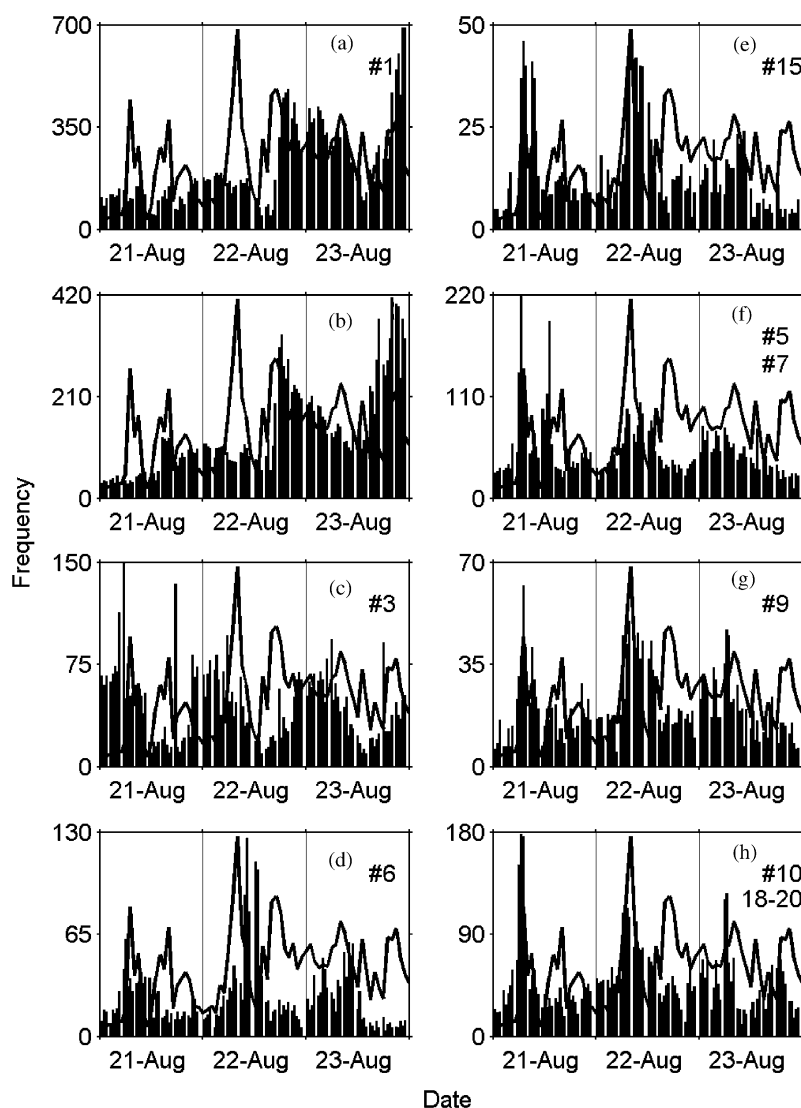 700
350
0
(a)
#1
21-Aug 22-Aug 23-Aug
50
25
0
(e)
#15
21-Aug 22-Aug 23-Aug
420
210
0
(b)
21-Aug 22-Aug 23-Aug
220
110
0
(f)
#5
#7
21-Aug 22-Aug 23-Aug
Frequency
150
75
0
(c)
#3
21-Aug 22-Aug 23-Aug
70
35
0
(g)
#9
21-Aug 22-Aug 23-Aug
130
65
0
(d)
#6
21-Aug 22-Aug 23-Aug
180
90
0
(h)
#10
18-20
21-Aug 22-Aug 23-Aug
Date